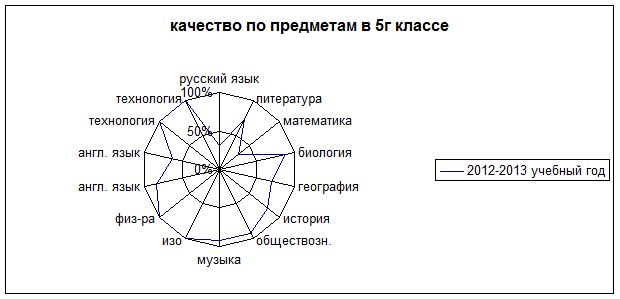 качество по предметам в 5г классе
русский язык
100%
технология
литература
технология
50%
математика
англ. язык
биология
0%
англ. язык
география
физ-ра
история
изо
обществозн.
музыка
2012-2013 учебный год